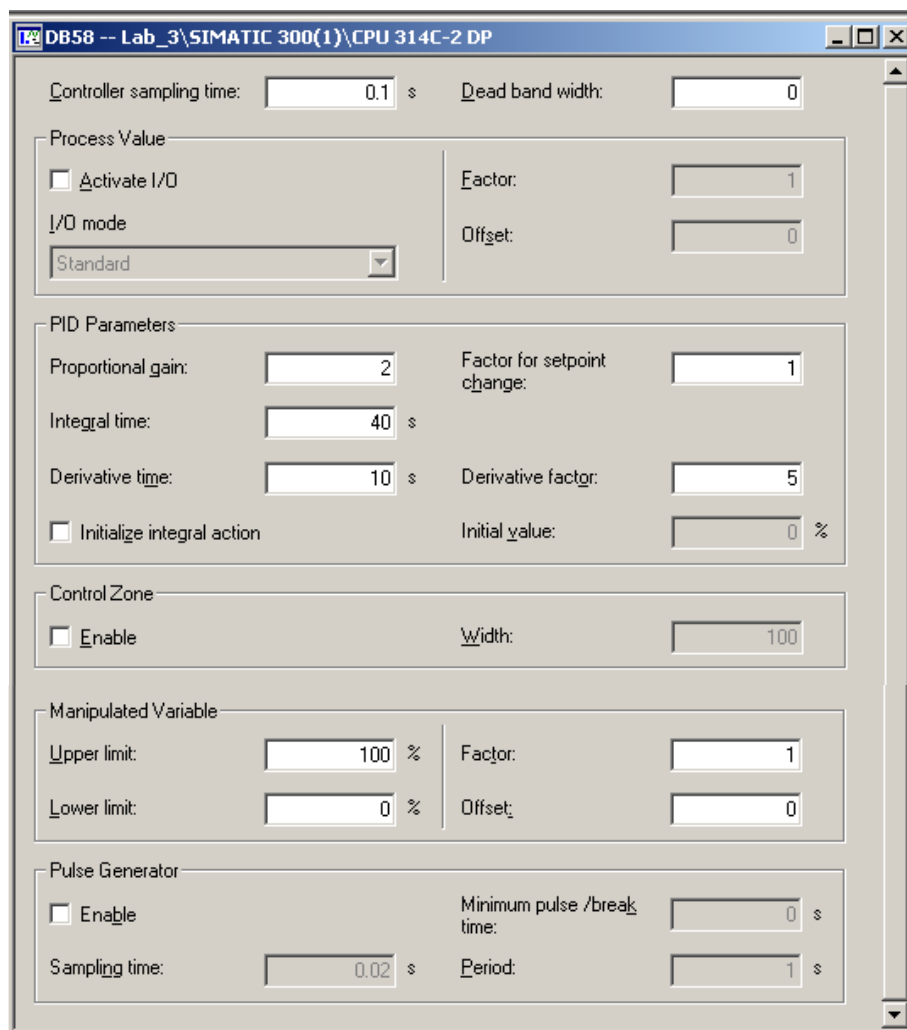 DB58 -- Lab_3\SIMATIC 300(1)\CPU 314C-2 DP
Controller sampling time: 0.1 s Dead band width: 0
Process Value
Activate I/O Factor: 1
I/O mode
Offset: 0
Standard
PID Parameters
Proportional gain: 2 Factor for setpoint change: 1
Integral time: 40 s
Derivative time: 10 s Derivative factor: 5
Initialize integral action Initial value: 0 %
Control Zone
Enable Width: 100
Manipulated Variable
Upper limit: 100 % Factor: 1
Lower limit: 0 % Offset: 0
Pulse Generator
Enable Minimum pulse /break time: 0 s
Sampling time: 0.02 s Period: 1 s